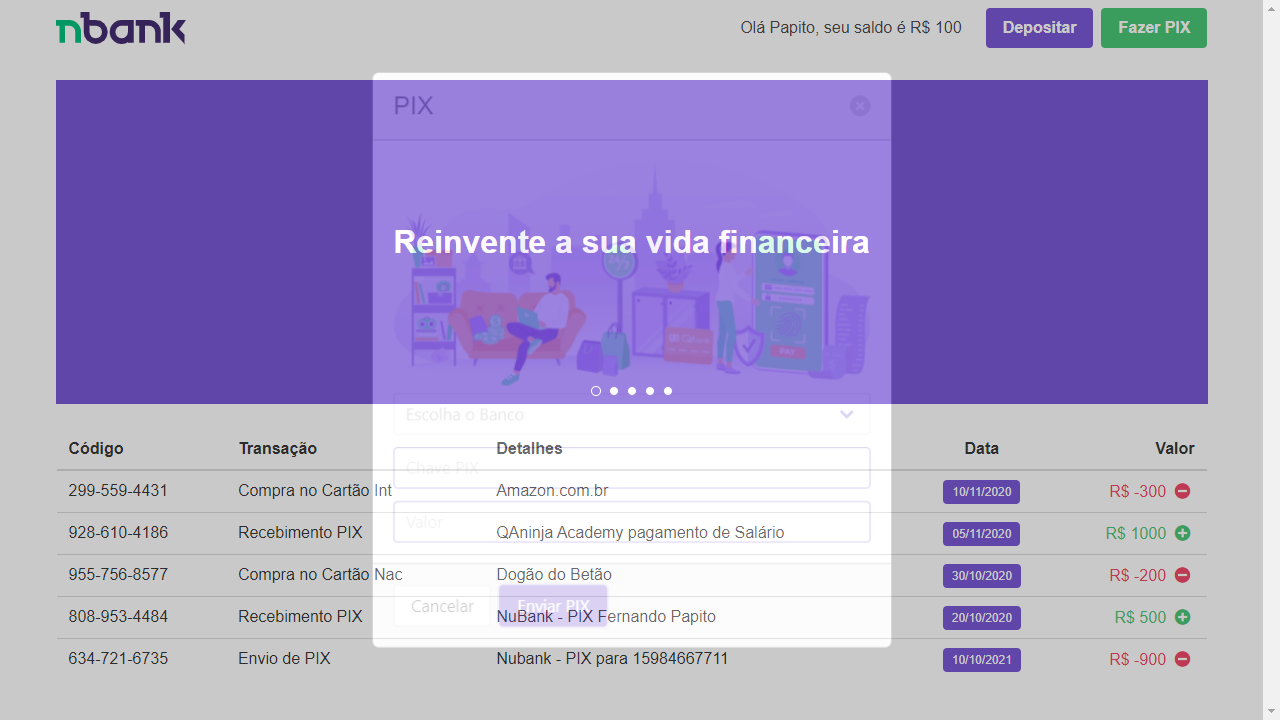 nbank
Olá Papito, seu saldo é R$ 100
Depositar
Fazer PIX
PIX
Reinvente a sua vida financeira
24/7
PAY
Escolha o Banco
Código Transação Detalhes Data Valor
Chave PIX
299-559-4431 Compra no Cartão Int Amazon.com.br 10/11/2020 R$ -300
Valor
928-610-4186 Recebimento PIX QAninja Academy pagamento de Salário 05/11/2020 R$ 1000
955-756-8577 Compra no Cartão Nac Dogão do Betão 30/10/2020 R$ -200
Cancelar
Enviar PIX
808-953-4484 Recebimento PIX NuBank - PIX Fernando Papito 20/10/2020 R$ 500
634-721-6735 Envio de PIX Nubank - PIX para 15984667711 10/10/2021 R$ -900